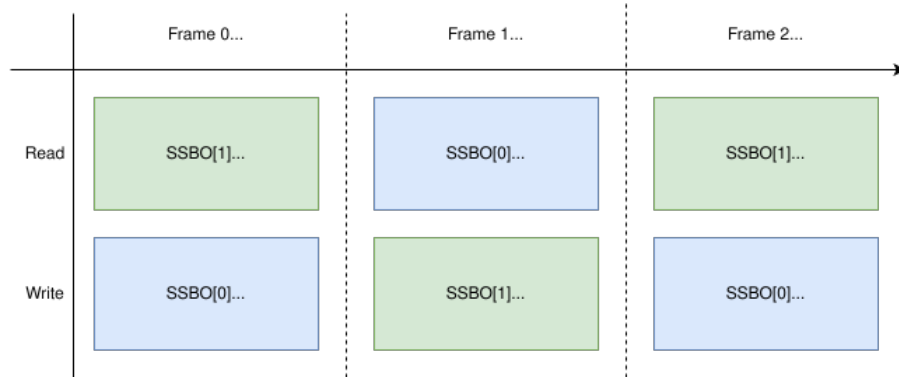 Frame 0...
Frame 1...
Frame 2...
Read
SSBO[1]...
SSBO[0]...
SSBO[1]...
Write
SSBO[0]...
SSBO[1]...
SSBO[0]...